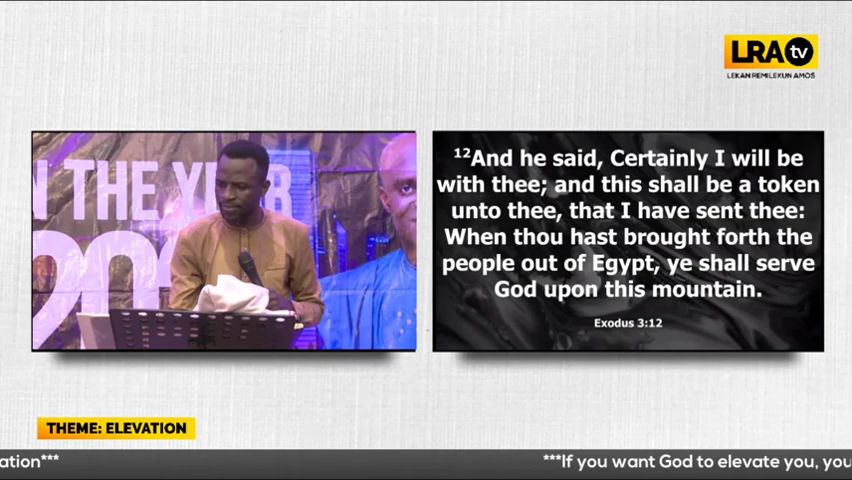 LRA tv
LEKAN REMILEKUN AMOS
N THE YEAR
12And he said, Certainly I will be
with thee; and this shall be a token
unto thee, that I have sent thee:
When thou hast brought forth the
people out of Egypt, ye shall serve
God upon this mountain.
Exodus 3:12
THEME: ELEVATION
ation*** ***If you want God to elevate you, you